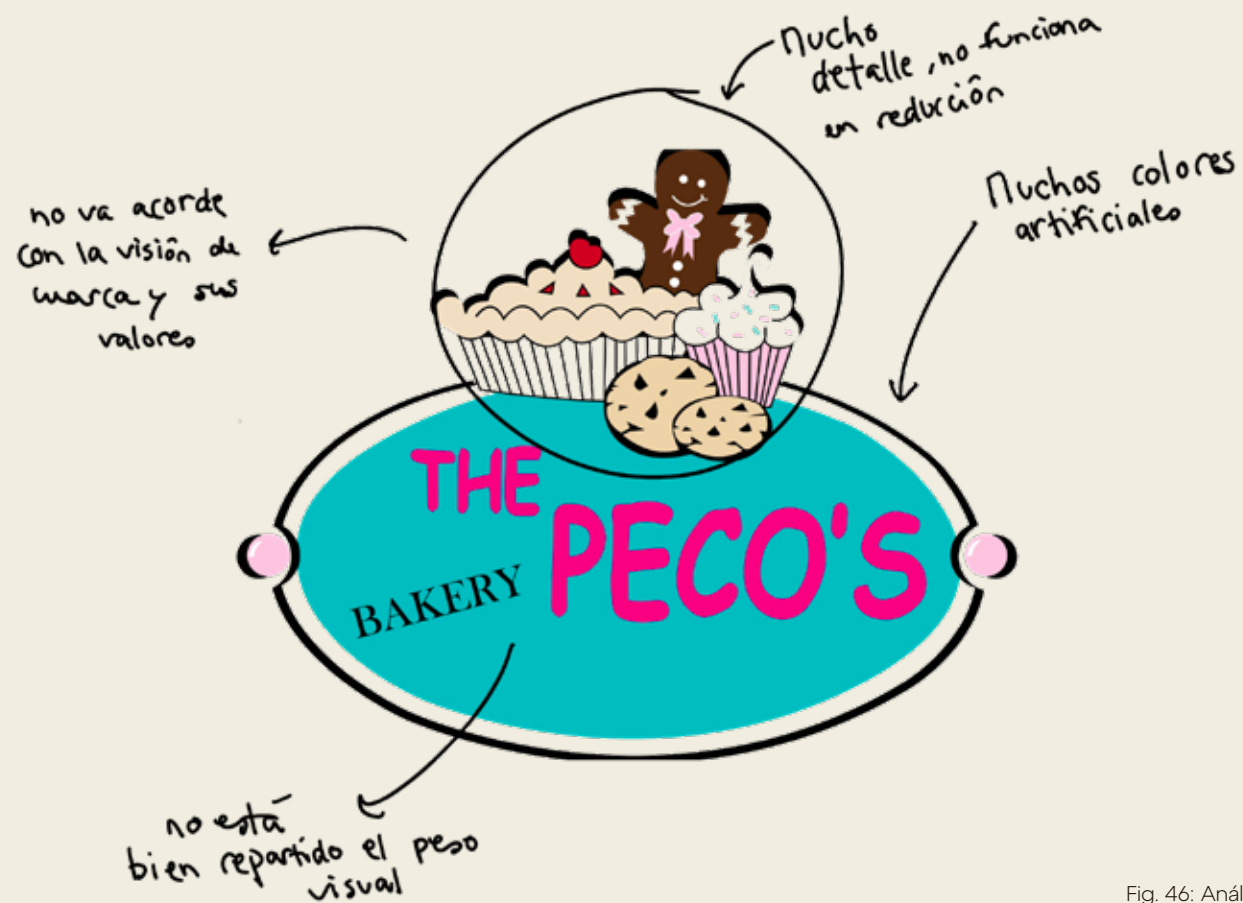 Mucho
detalle, no funciona
en reducción
Muchos colores
artificiales
no va acorde
con la visión de
marca y sus
valores
THE
PECO'S
BAKERY
no está
bien repartido el peso
visual
Fig. 46: Anál